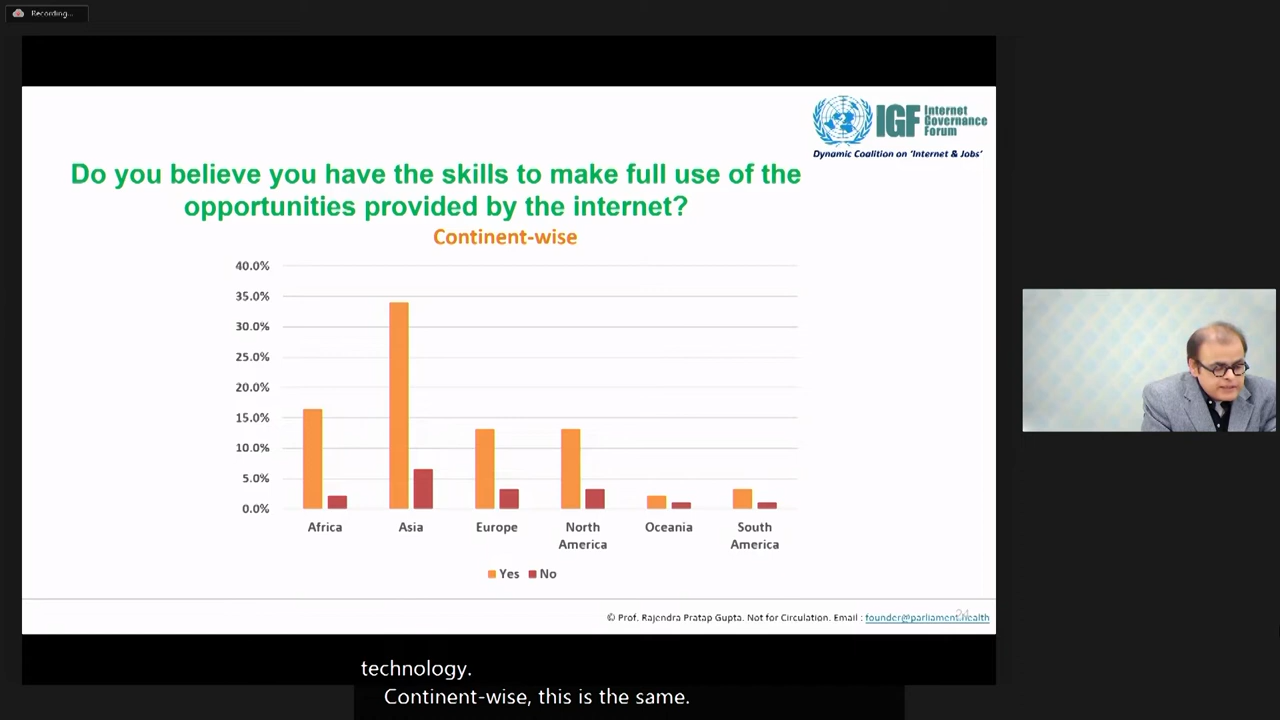 Recording...
IGF
Internet
Governance
Forum
Dynamic Coalition on 'Internet & Jobs'
Do you believe you have the skills to make full use of the
opportunities provided by the internet?
Continent-wise
40.0%
35.0%
30.0%
25.0%
20.0%
15.0%
10.0%
5.0%
0.0%
Africa
Asia
Europe
North
America
Oceania
South
America
Yes No
© Prof. Rajendra Pratap Gupta. Not for Circulation. Email : founder@parliament.health
technology.
Continent-wise, this is the same.